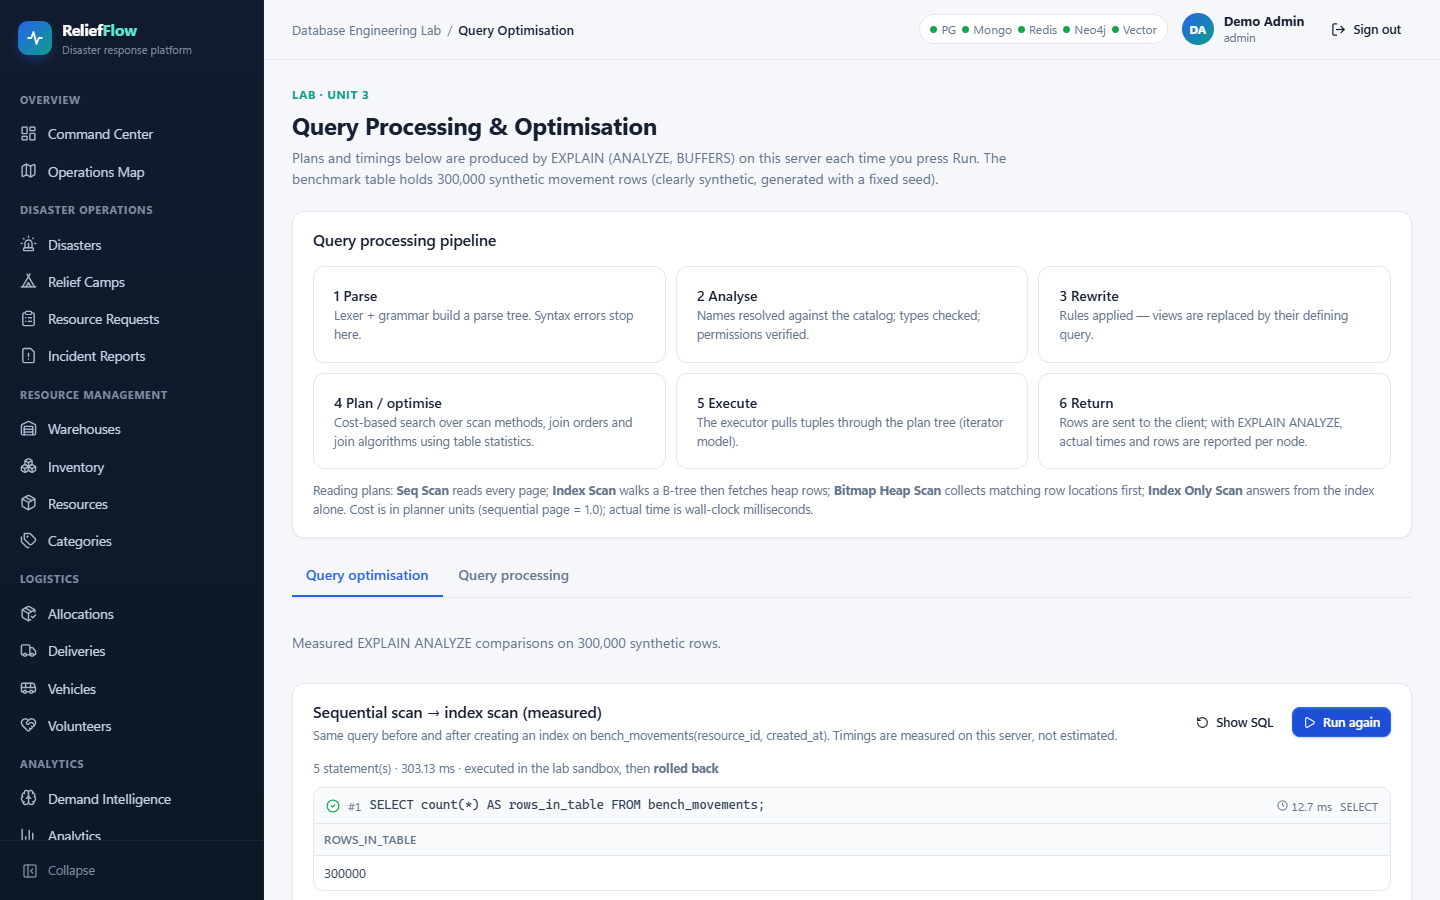 ReliefFlow
Disaster response platform
OVERVIEW
Command Center
Operations Map
DISASTER OPERATIONS
Disasters
Relief Camps
Resource Requests
Incident Reports
RESOURCE MANAGEMENT
Warehouses
Inventory
Resources
Categories
LOGISTICS
Allocations
Deliveries
Vehicles
Volunteers
ANALYTICS
Demand Intelligence
Analytics
Collapse
Database Engineering Lab / Query Optimisation
PG Mongo Redis Neo4j Vector
DA
Demo Admin
admin
Sign out
LAB · UNIT 3
Query Processing & Optimisation
Plans and timings below are produced by EXPLAIN (ANALYZE, BUFFERS) on this server each time you press Run. The
benchmark table holds 300,000 synthetic movement rows (clearly synthetic, generated with a fixed seed).
Query processing pipeline
1 Parse
Lexer + grammar build a parse tree. Syntax errors stop
here.
2 Analyse
Names resolved against the catalog; types checked;
permissions verified.
3 Rewrite
Rules applied — views are replaced by their defining
query.
4 Plan / optimise
Cost-based search over scan methods, join orders and
join algorithms using table statistics.
5 Execute
The executor pulls tuples through the plan tree (iterator
model).
6 Return
Rows are sent to the client; with EXPLAIN ANALYZE,
actual times and rows are reported per node.
Reading plans: Seq Scan reads every page; Index Scan walks a B-tree then fetches heap rows; Bitmap Heap Scan collects matching row locations first; Index Only Scan answers from the index
alone. Cost is in planner units (sequential page = 1.0); actual time is wall-clock milliseconds.
Query optimisation
Query processing
Measured EXPLAIN ANALYZE comparisons on 300,000 synthetic rows.
Sequential scan → index scan (measured)
Same query before and after creating an index on bench_movements(resource_id, created_at). Timings are measured on this server, not estimated.
Show SQL
Run again
5 statement(s) · 303.13 ms · executed in the lab sandbox, then rolled back
#1 SELECT count(*) AS rows_in_table FROM bench_movements;
12.7 ms SELECT
ROWS_IN_TABLE
300000